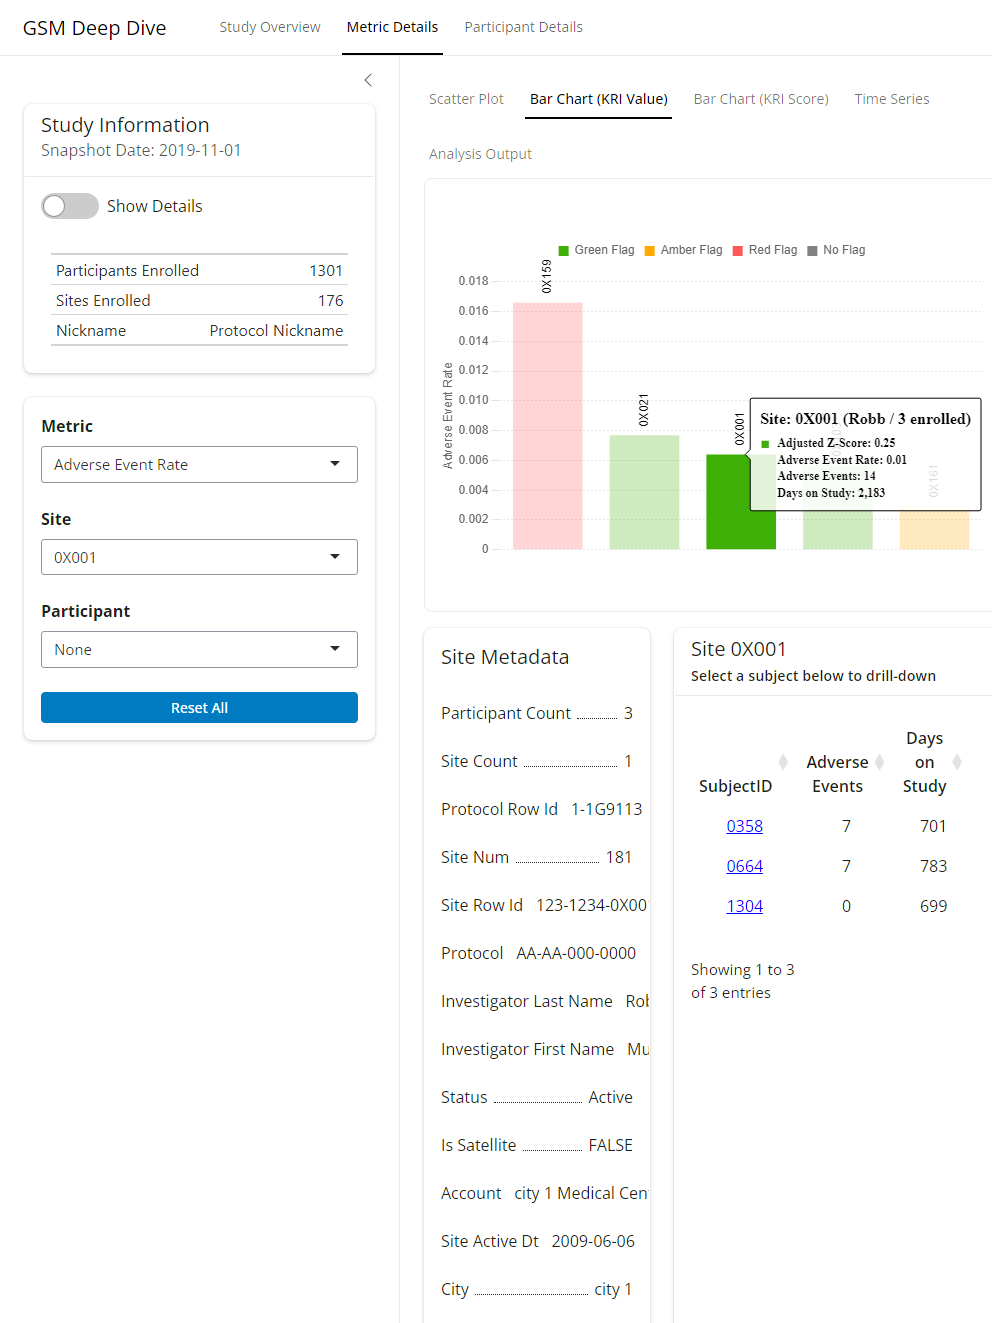 GSM Deep Dive
Study Overview
Metric Details
Participant Details
Study Information
Snapshot Date: 2019-11-01
Show Details
Participants Enrolled 1301
Sites Enrolled 176
Nickname Protocol Nickname
Metric
Adverse Event Rate
Site
0X001
Participant
None
Reset All
Scatter Plot
Bar Chart (KRI Value)
Bar Chart (KRI Score)
Time Series
Analysis Output
Green Flag Amber Flag Red Flag No Flag
Adverse Event Rate
0.018
0.016
0.014
0.012
0.010
0.008
0.006
0.004
0.002
0
0X159
0X021
0X001
0X161
Site: 0X001 (Robb / 3 enrolled)
Adjusted Z-Score: 0.25
Adverse Event Rate: 0.01
Adverse Events: 14
Days on Study: 2,183
Site Metadata
Participant Count 3
Site Count 1
Protocol Row Id 1-1G9113
Site Num 181
Site Row Id 123-1234-0X00
Protocol AA-AA-000-0000
Investigator Last Name Rob
Investigator First Name Mu
Status Active
Is Satellite FALSE
Account city 1 Medical Cen
Site Active Dt 2009-06-06
City city 1
Site 0X001
Select a subject below to drill-down
SubjectID
Adverse
Events
Days
on
Study
0358 7 701
0664 7 783
1304 0 699
Showing 1 to 3
of 3 entries